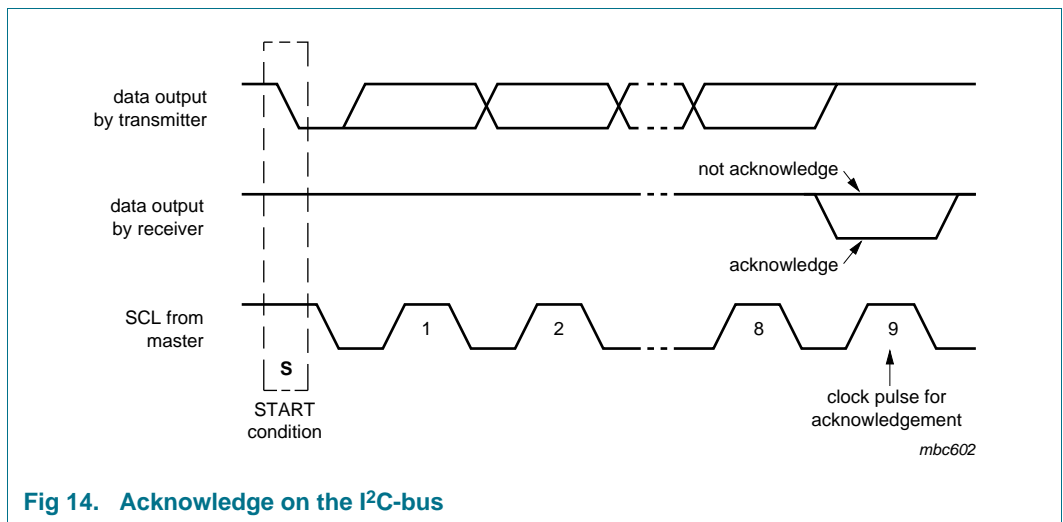 data output
by transmitter
not acknowledge
data output
by receiver
acknowledge
SCL from
master
1
2
8
9
S
START
condition
clock pulse for
acknowledgement
mbc602
Fig 14. Acknowledge on the I²C-bus